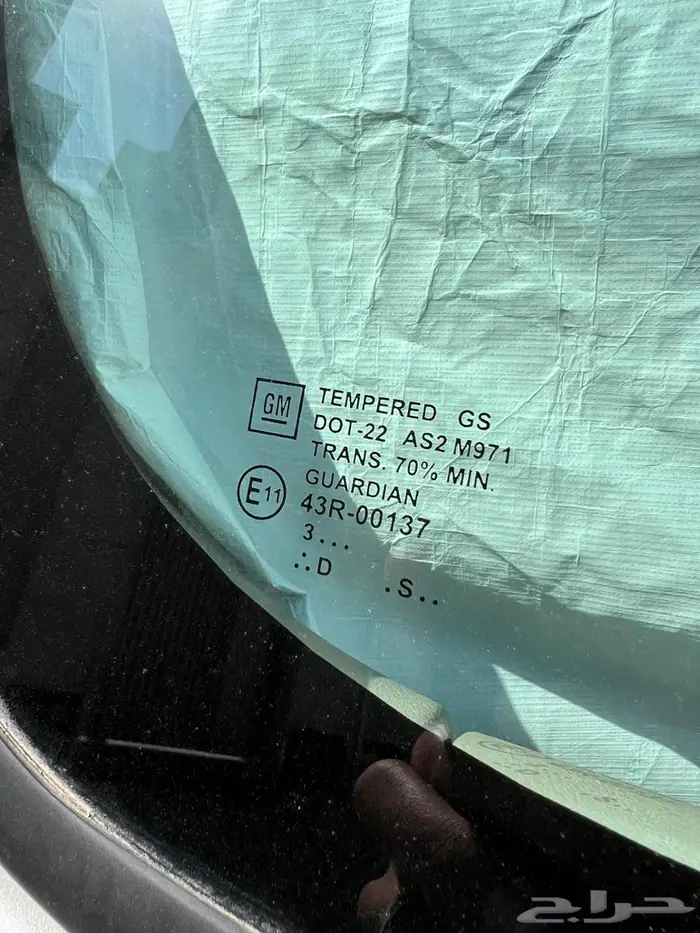 GM
TEMPERED GS
DOT-22 AS2 M971
TRANS. 70% MIN.
GUARDIAN
E11
43R-00137
3...
∴D .S..
حراج